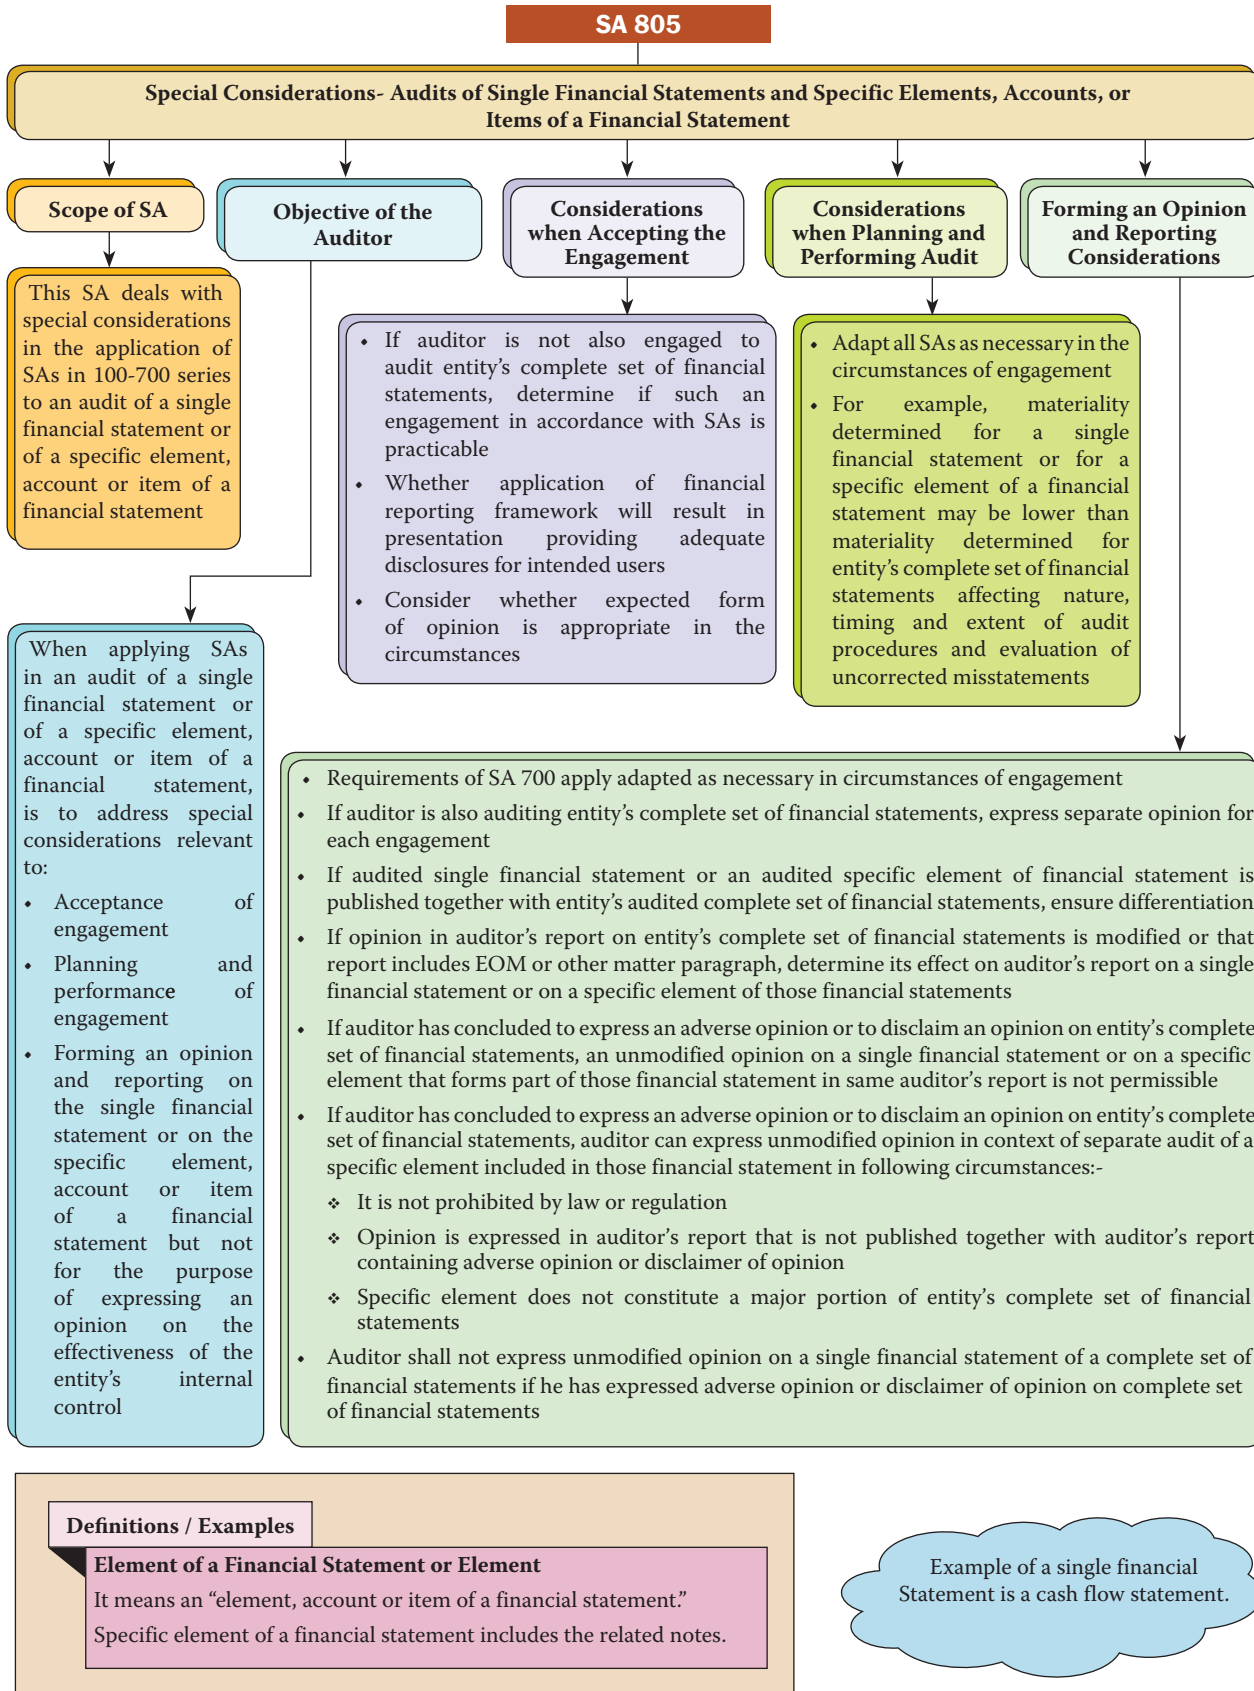 SA 805
Special Considerations- Audits of Single Financial Statements and Specific Elements, Accounts, or
Items of a Financial Statement
Scope of SA
This SA deals with
special considerations
in the application of
SAs in 100-700 series
to an audit of a single
financial statement or
of a specific element,
account or item of a
financial statement
Objective of the
Auditor
When applying SAs
in an audit of a single
financial statement or
of a specific element,
account or item of a
financial statement,
is to address special
considerations relevant
to:
• Acceptance of
engagement
• Planning and
performance of
engagement
• Forming an opinion
and reporting on
the single financial
statement or on the
specific element,
account or item
of a financial
statement but not
for the purpose
of expressing an
opinion on the
effectiveness of the
entity's internal
control
Considerations
when Accepting the
Engagement
• If auditor is not also engaged to
audit entity's complete set of financial
statements, determine if such an
engagement in accordance with SAs is
practicable
• Whether application of financial
reporting framework will result in
presentation providing adequate
disclosures for intended users
• Consider whether expected form
of opinion is appropriate in the
circumstances
Considerations
when Planning and
Performing Audit
• Adapt all SAs as necessary in the
circumstances of engagement
• For example, materiality
determined for a single
financial statement or for a
specific element of a financial
statement may be lower than
materiality determined for
entity's complete set of financial
statements affecting nature,
timing and extent of audit
procedures and evaluation of
uncorrected misstatements
Forming an Opinion
and Reporting
Considerations
• Requirements of SA 700 apply adapted as necessary in circumstances of engagement
• If auditor is also auditing entity's complete set of financial statements, express separate opinion for
each engagement
• If audited single financial statement or an audited specific element of financial statement is
published together with entity's audited complete set of financial statements, ensure differentiation
• If opinion in auditor's report on entity's complete set of financial statements is modified or that
report includes EOM or other matter paragraph, determine its effect on auditor's report on a single
financial statement or on a specific element of those financial statements
• If auditor has concluded to express an adverse opinion or to disclaim an opinion on entity's complete
set of financial statements, an unmodified opinion on a single financial statement or on a specific
element that forms part of those financial statement in same auditor's report is not permissible
• If auditor has concluded to express an adverse opinion or to disclaim an opinion on entity's complete
set of financial statements, auditor can express unmodified opinion in context of separate audit of a
specific element included in those financial statement in following circumstances:-
❖ It is not prohibited by law or regulation
❖ Opinion is expressed in auditor's report that is not published together with auditor's report
containing adverse opinion or disclaimer of opinion
❖ Specific element does not constitute a major portion of entity's complete set of financial
statements
• Auditor shall not express unmodified opinion on a single financial statement of a complete set of
financial statements if he has expressed adverse opinion or disclaimer of opinion on complete set
of financial statements
Definitions / Examples
Element of a Financial Statement or Element
It means an “element, account or item of a financial statement.”
Specific element of a financial statement includes the related notes.
Example of a single financial
Statement is a cash flow statement.